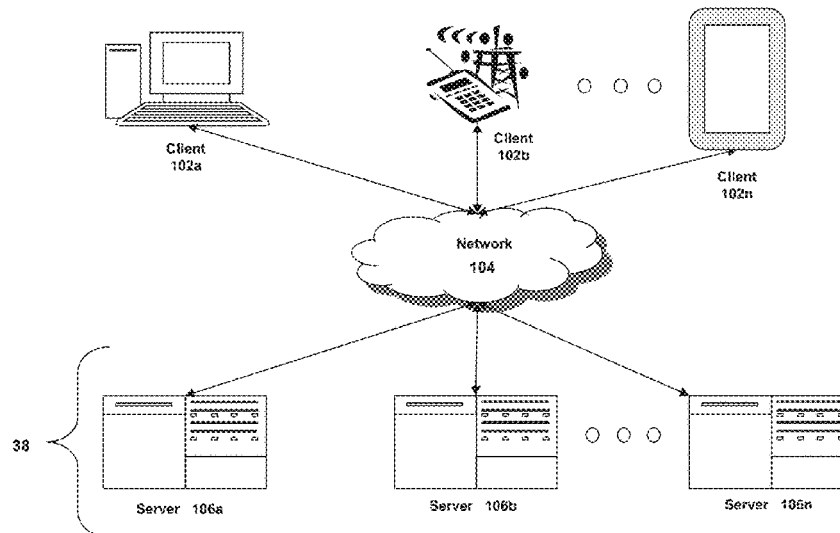 Client
102a
Client
102b
Client
102n
Network
104
38
Server 106a
Server 106b
Server 106n